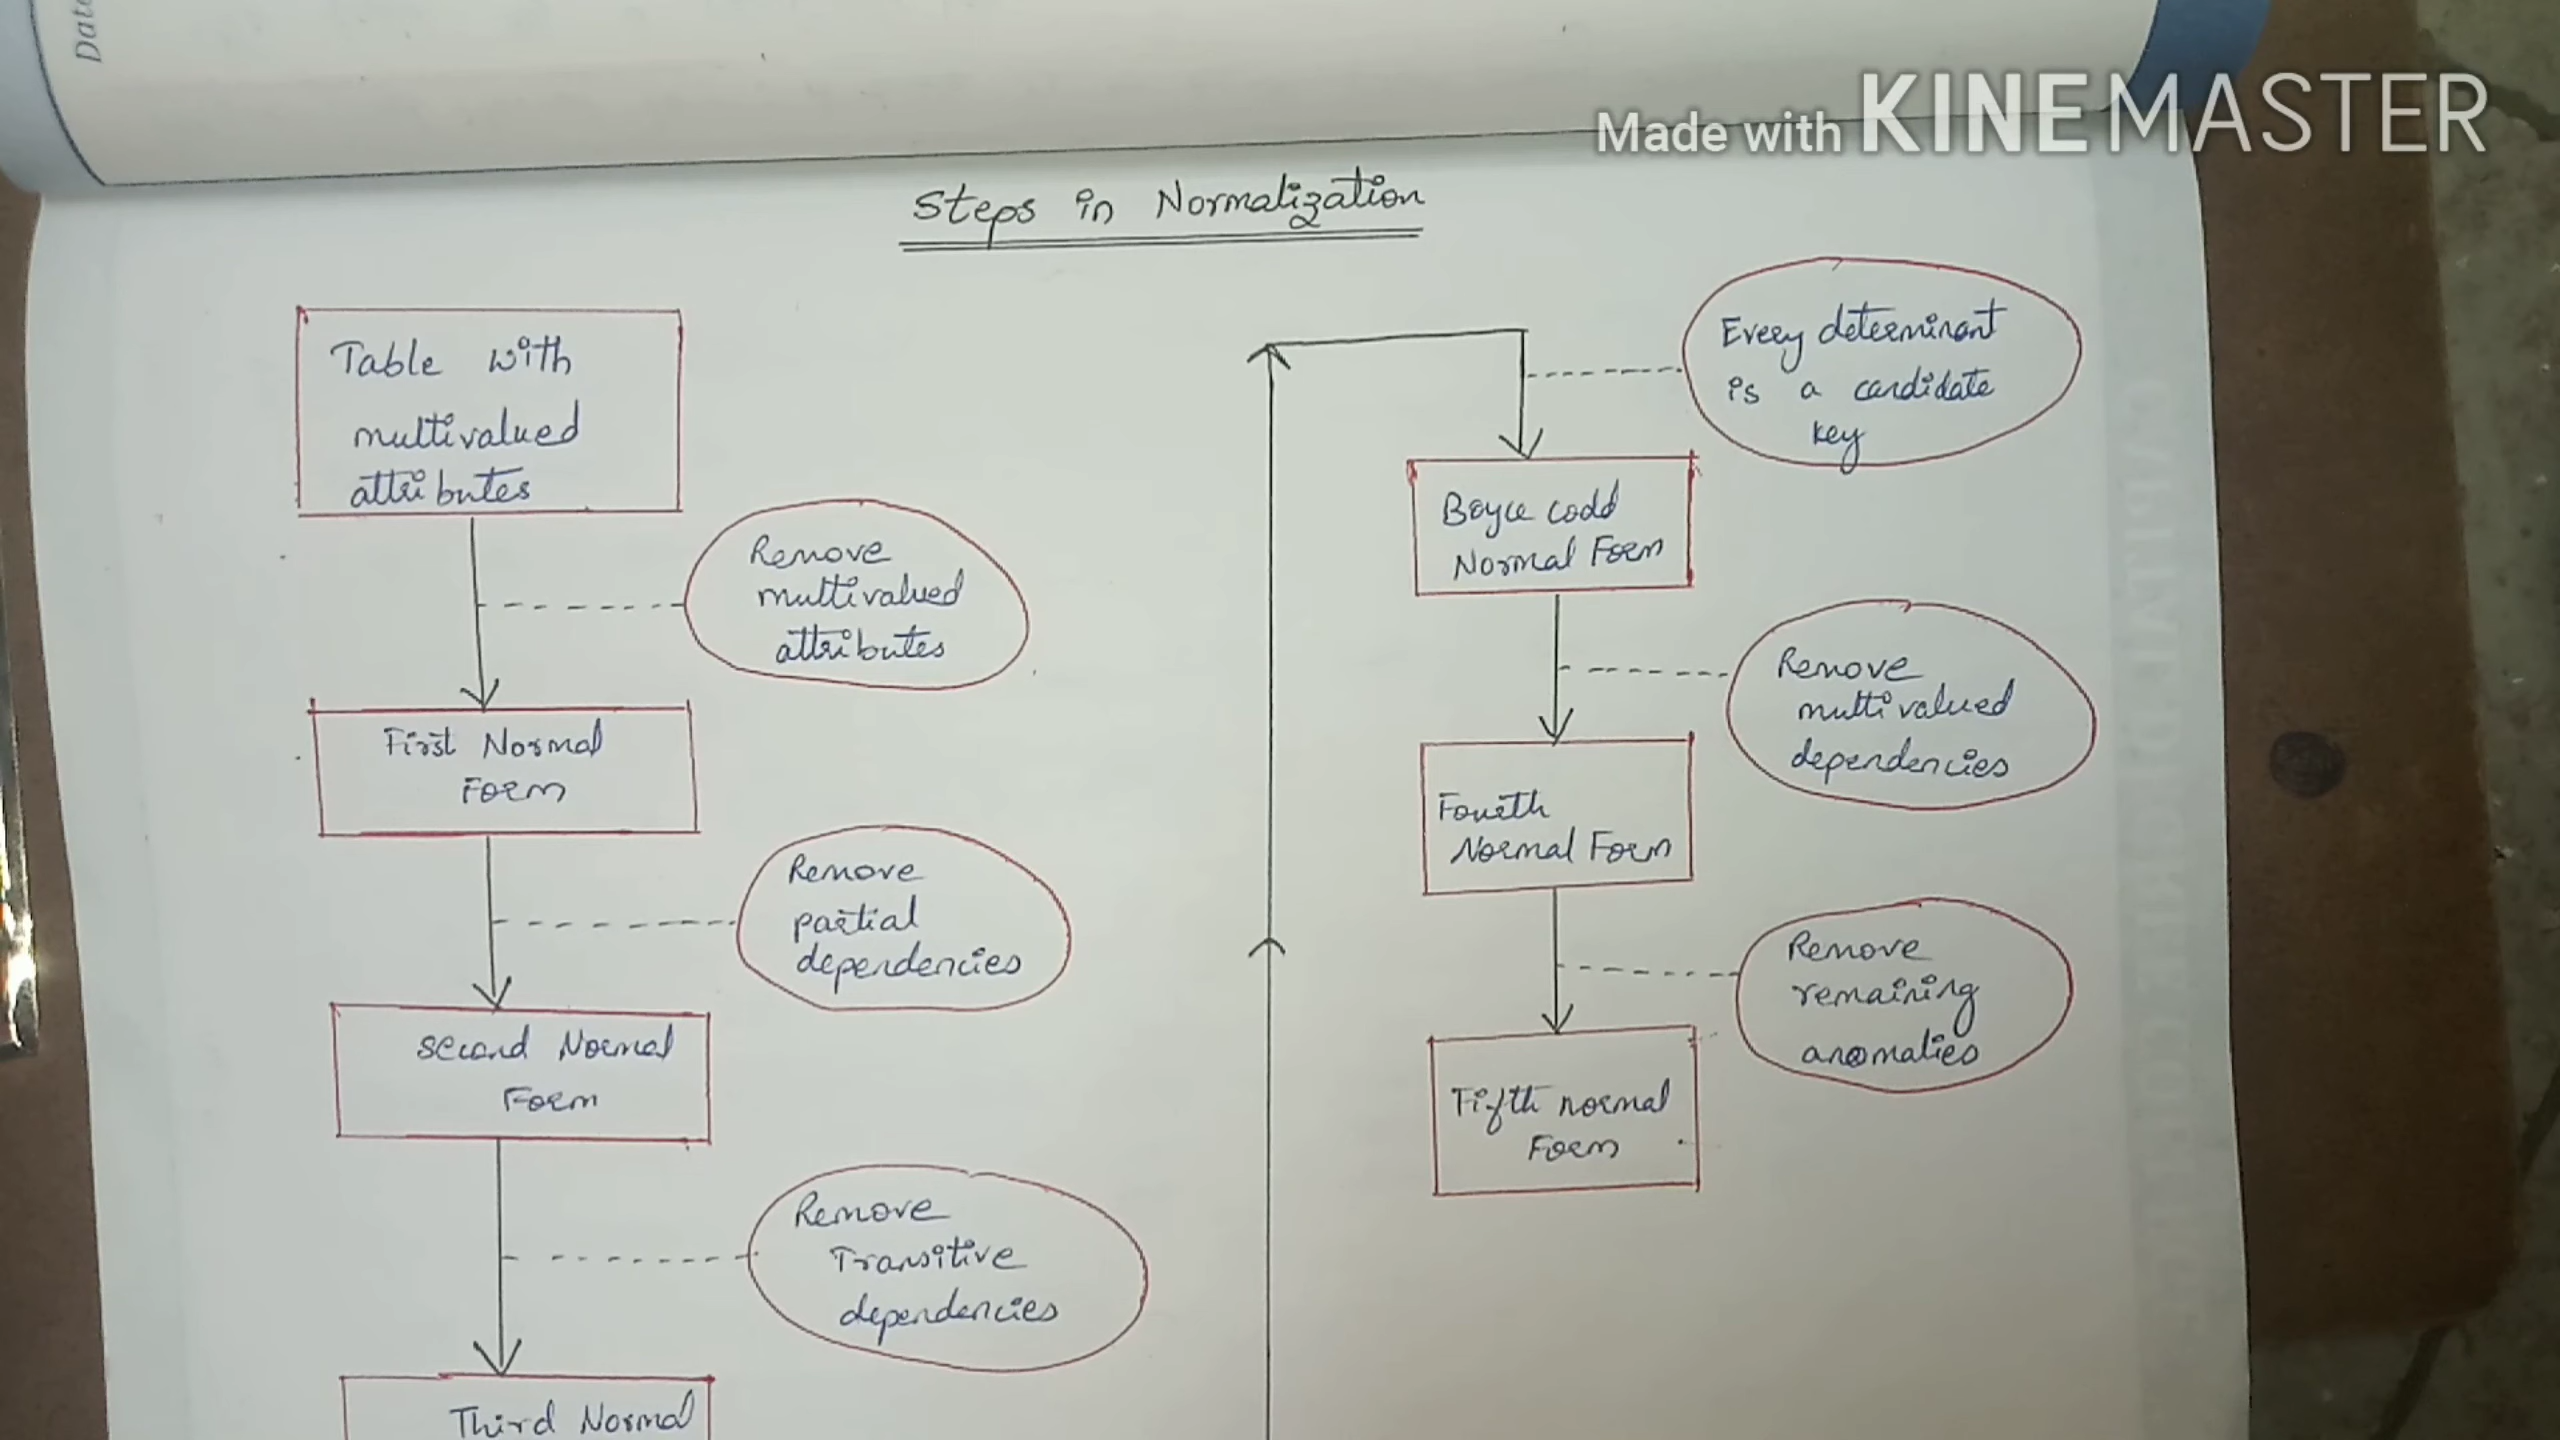 Date
Made with KINEMASTER
Steps in Normalization
Table with
multivalued
attributes
Remove
multivalued
attributes
First Normal
Form
Remove
partial
dependencies
Second Normal
Form
Remove
Transitive
dependencies
Third Normal
Every determinant
is a candidate
key
Boyce Codd
Normal Form
Remove
multivalued
dependencies
Fourth
Normal Form
Remove
remaining
anomalies
Fifth normal
Form